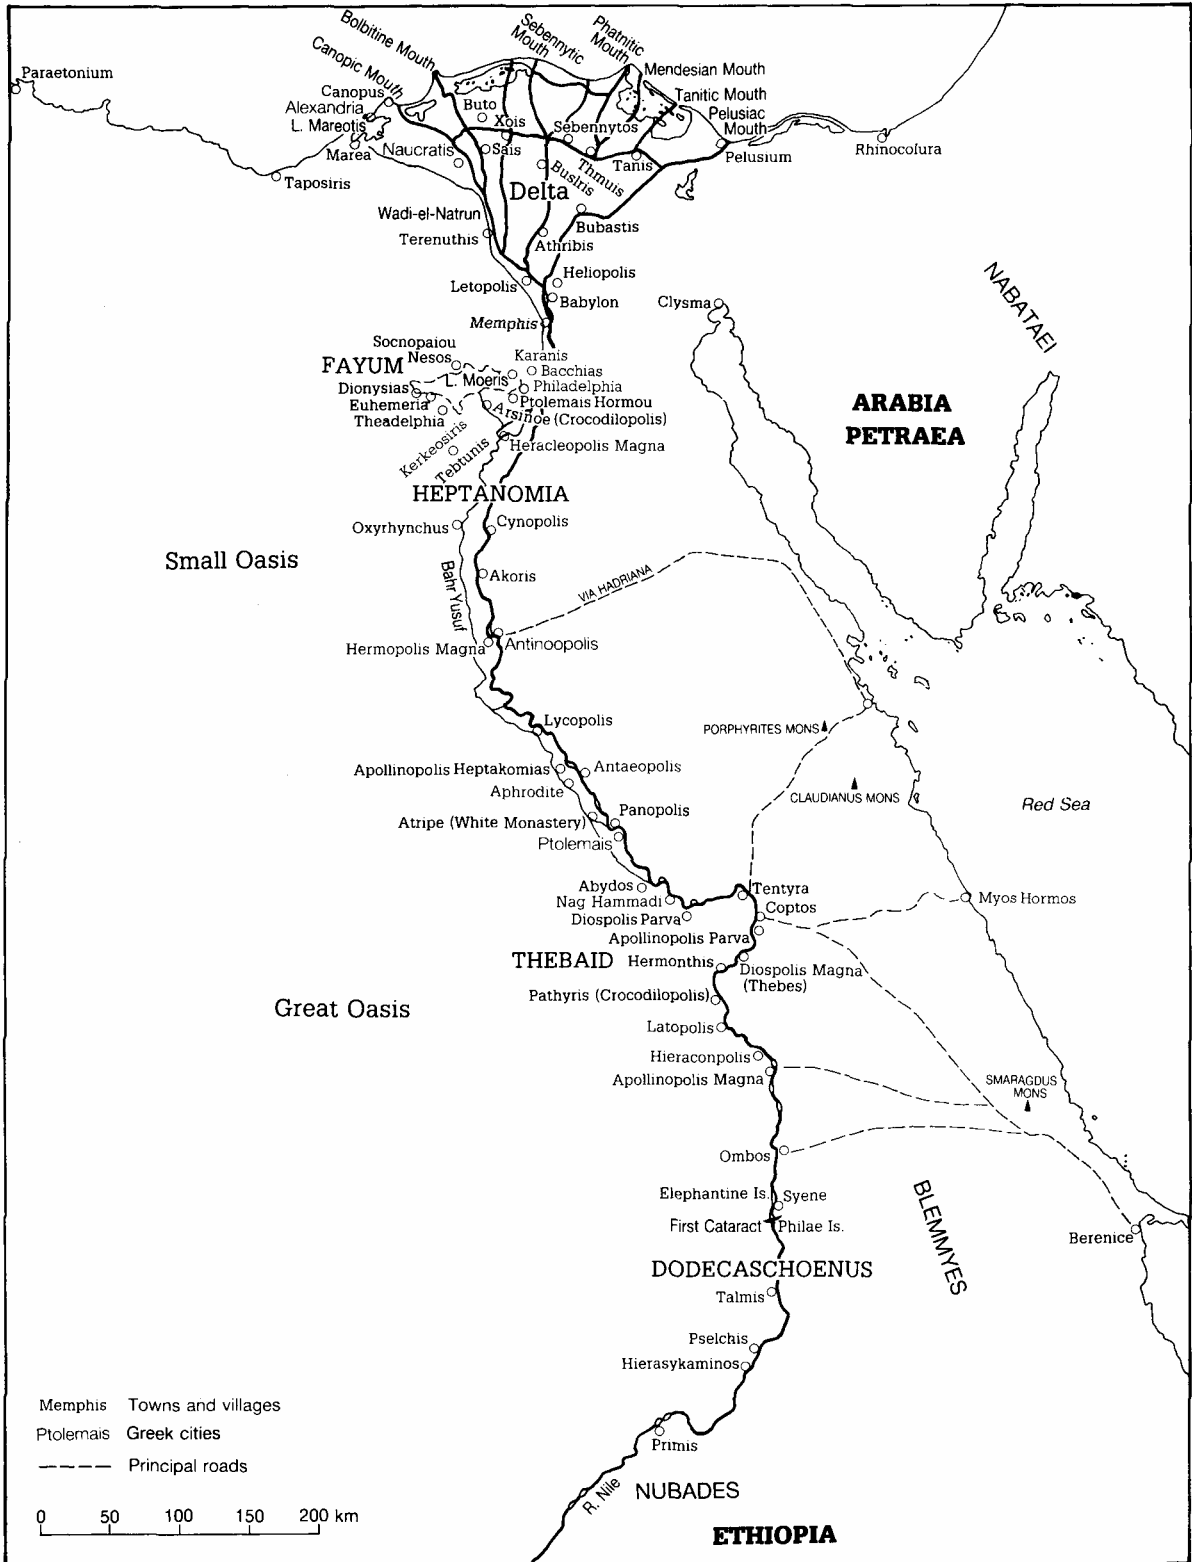 Bolbitine Mouth
Canopic Mouth
Sebennytic
Mouth
Phatnitic
Mouth
Mendesian Mouth
Tanitic Mouth
Pelusiac
Mouth
Paraetonium
Canopus
Alexandria
L. Mareotis
Marea
Taposiris
Buto
Xois
Naucratis
Sais
Sebennytos
Thmuis
Busiris
Tanis
Pelusium
Rhinocolura
Delta
Wadi-el-Natrun
Terenuthis
Bubastis
Athribis
Letopolis
Heliopolis
Babylon
Memphis
Clysma
NABATAEI
Socnopaiou
Nesos
FAYUM
Karanis
Bacchias
L. Moeris
Philadelphia
Dionysias
Ptolemais Hormou
Euhemeria
Arsinoe (Crocodilopolis)
Theadelphia
Kerkeosiris
Tebtunis
Heracleopolis Magna
ARABIA
PETRAEA
HEPTANOMIA
Oxyrhynchus
Cynopolis
Small Oasis
Akoris
Bahr Yusuf
VIA HADRIANA
Hermopolis Magna
Antinoopolis
Lycopolis
PORPHYRITES MONS
Apollinopolis Heptakomias
Antaeopolis
Aphrodite
CLAUDIANUS MONS
Red Sea
Atripe (White Monastery)
Panopolis
Ptolemais
Abydos
Nag Hammadi
Diospolis Parva
Tentyra
Coptos
Myos Hormos
Apollinopolis Parva
THEBAID
Hermonthis
Diospolis Magna
(Thebes)
Great Oasis
Pathyris (Crocodilopolis)
Latopolis
Hieraconpolis
Apollinopolis Magna
SMARAGDUS
MONS
Ombos
Elephantine Is.
Syene
First Cataract
Philae Is.
BLEMMYES
Berenice
DODECASCHOENUS
Talmis
Pselchis
Hierasykaminos
Primis
R. Nile
NUBADES
ETHIOPIA
Memphis Towns and villages
Ptolemais Greek cities
Principal roads
0 50 100 150 200 km